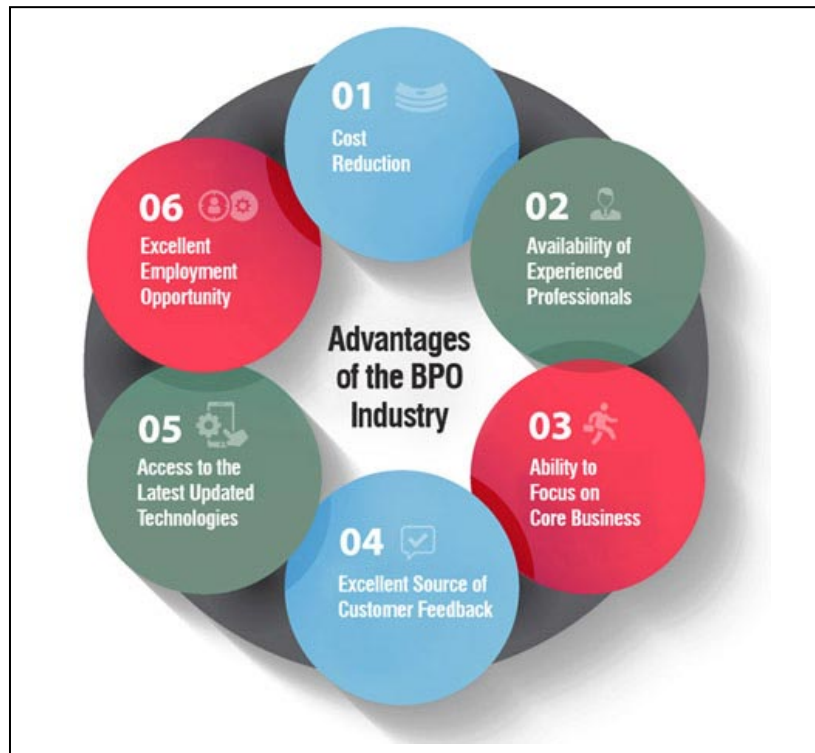 Advantages
of the BPO
Industry
01
Cost
Reduction
02
Availability of
Experienced
Professionals
03
Ability to
Focus on
Core Business
04
Excellent Source of
Customer Feedback
05
Access to the
Latest Updated
Technologies
06
Excellent
Employment
Opportunity